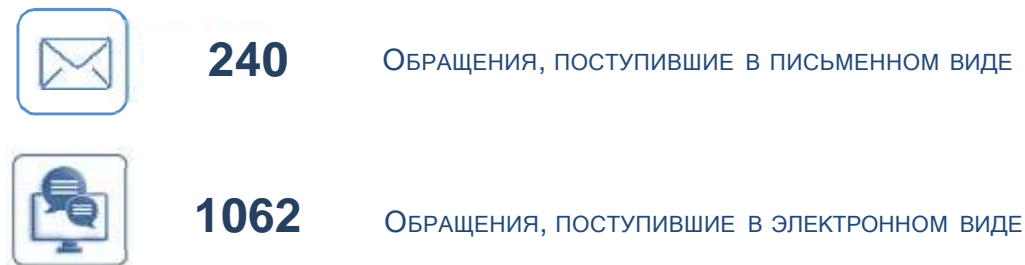 240 Обращения, поступившие в письменном виде
1062 Обращения, поступившие в электронном виде